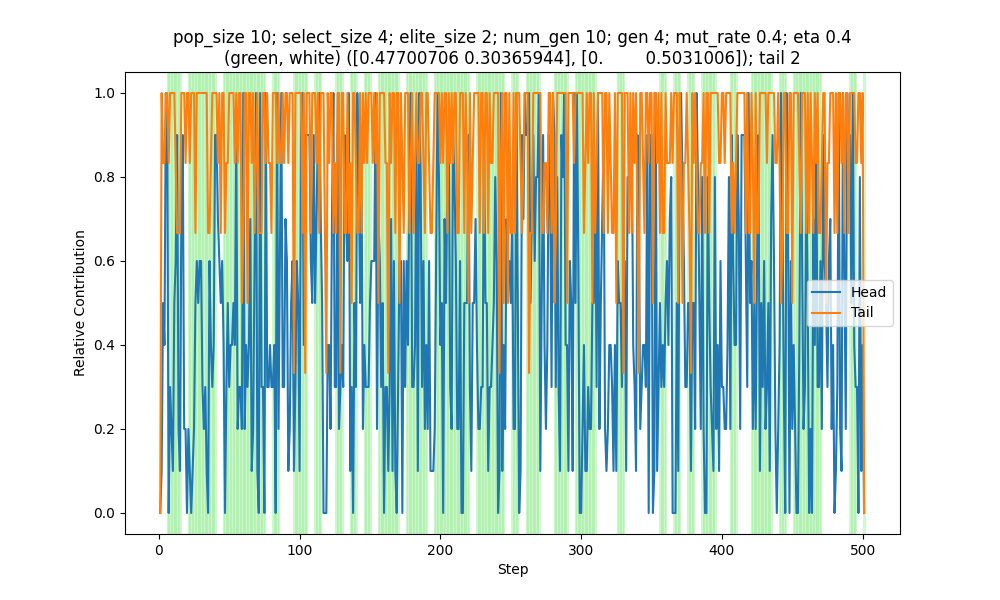 pop_size 10; select_size 4; elite_size 2; num_gen 10; gen 4; mut_rate 0.4; eta 0.4
(green, white) ([0.47700706 0.30365944], [0.         0.5031006]); tail 2
1.0
0.8
0.6
0.4
0.2
0.0
Relative Contribution
Head
Tail
0
100
200
300
400
500
Step